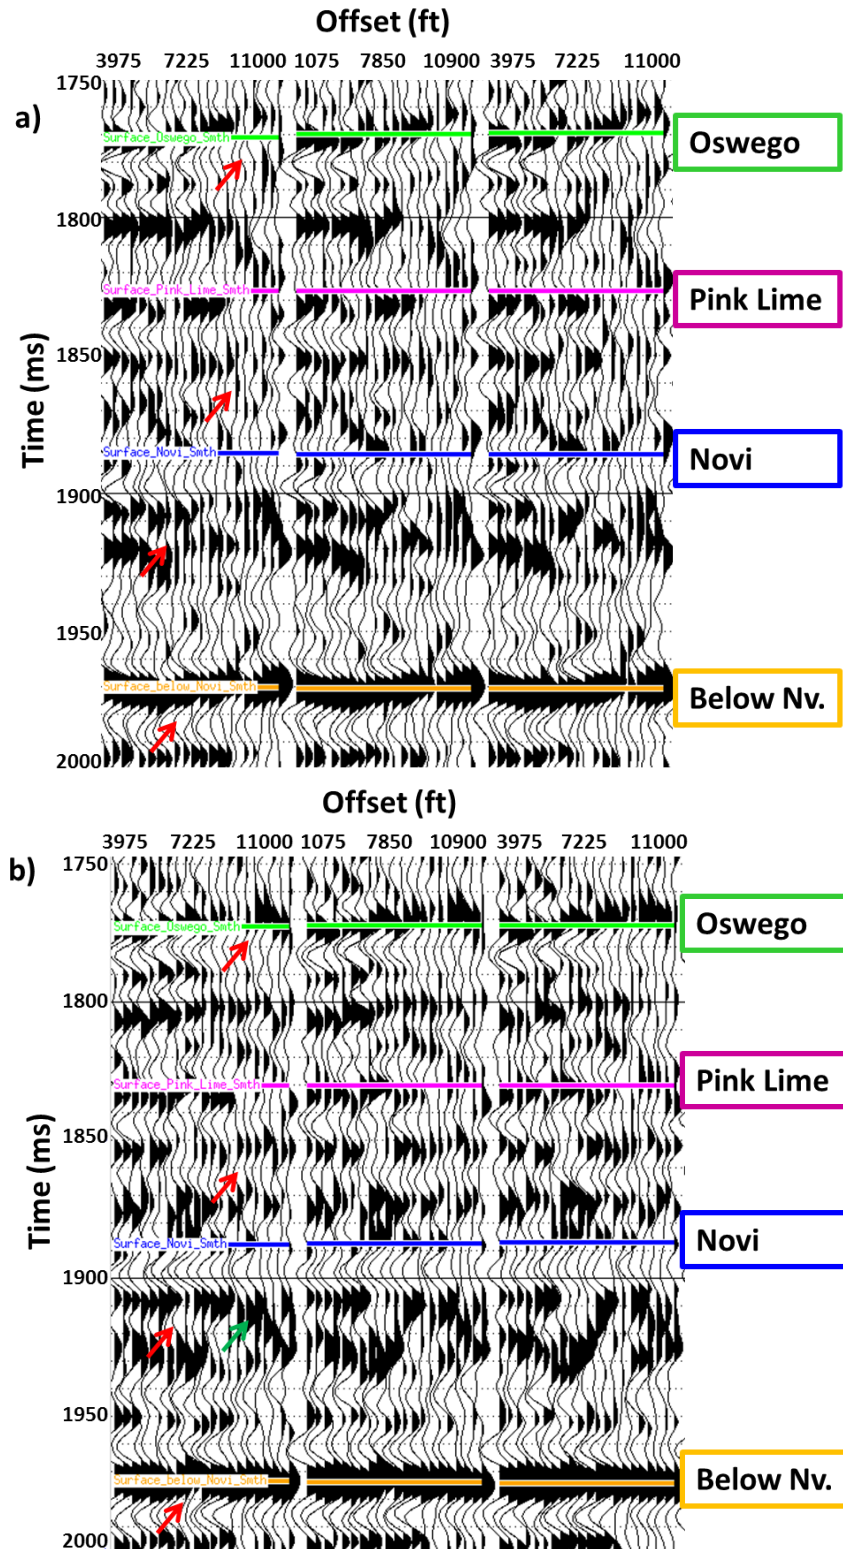 Offset (ft)
3975 7225 11000 1075 7850 10900 3975 7225 11000
a)
1750
Surface_Oswego_Smth
Oswego
1800
Surface_Pink_Lime_Smth
Pink Lime
1850
Time (ms)
Surface_Novi_Smth
Novi
1900
1950
Surface_below_Novi_Smth
Below Nv.
2000
Offset (ft)
3975 7225 11000 1075 7850 10900 3975 7225 11000
b)
1750
Surface_Oswego_Smth
Oswego
1800
Surface_Pink_Lime_Smth
Pink Lime
1850
Time (ms)
Surface_Novi_Smth
Novi
1900
1950
Surface_below_Novi_Smth
Below Nv.
2000